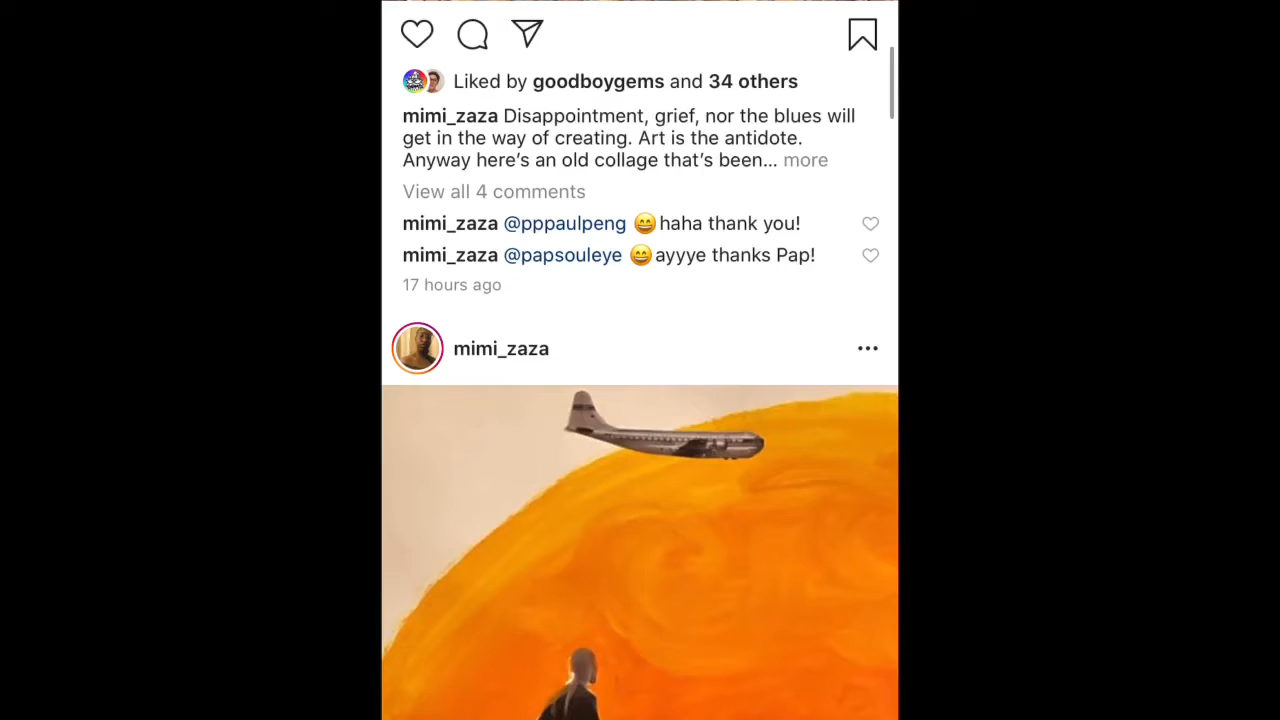 Liked by goodboygems and 34 others
mimi_zaza Disappointment, grief, nor the blues will
get in the way of creating. Art is the antidote.
Anyway here’s an old collage that’s been... more
View all 4 comments
mimi_zaza @pppaulpeng 😄haha thank you!
mimi_zaza @papsouleye 😄ayyye thanks Pap!
17 hours ago
mimi_zaza